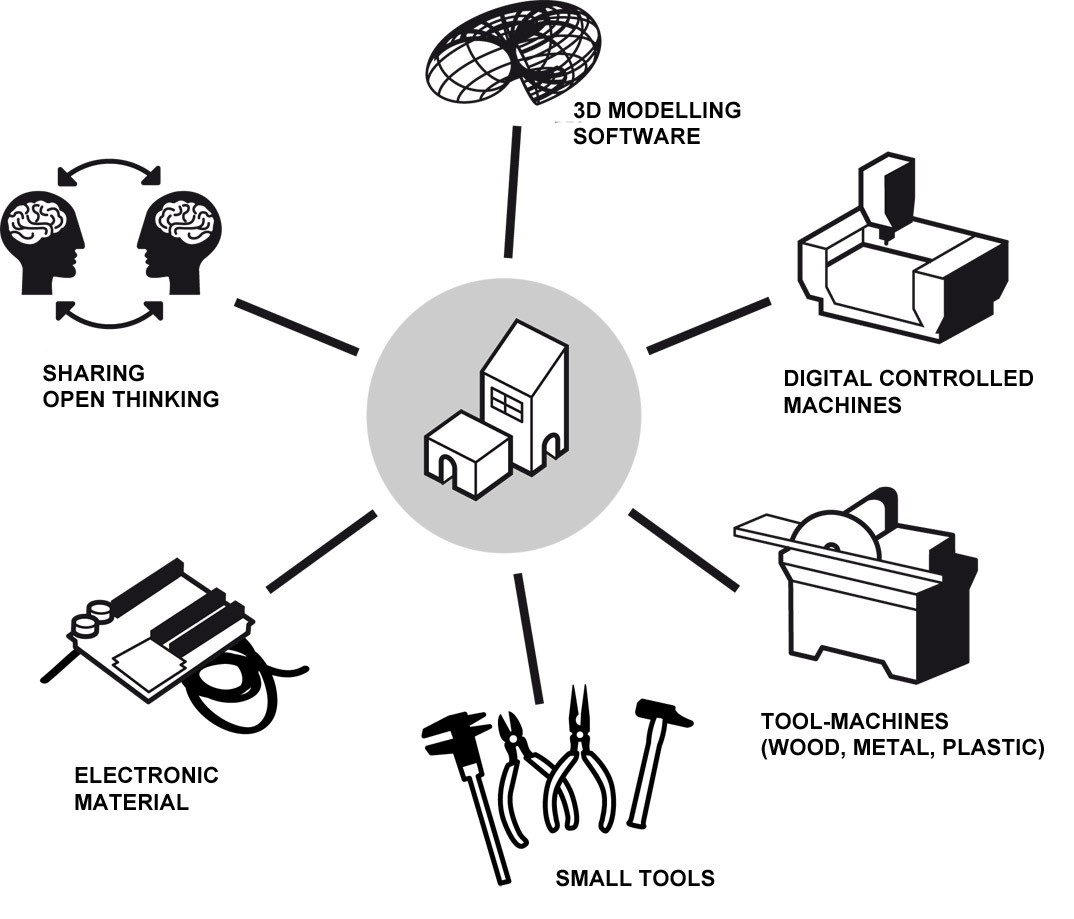 3D MODELLING
SOFTWARE
SHARING
OPEN THINKING
DIGITAL CONTROLLED
MACHINES
TOOL-MACHINES
(WOOD, METAL, PLASTIC)
ELECTRONIC
MATERIAL
SMALL TOOLS